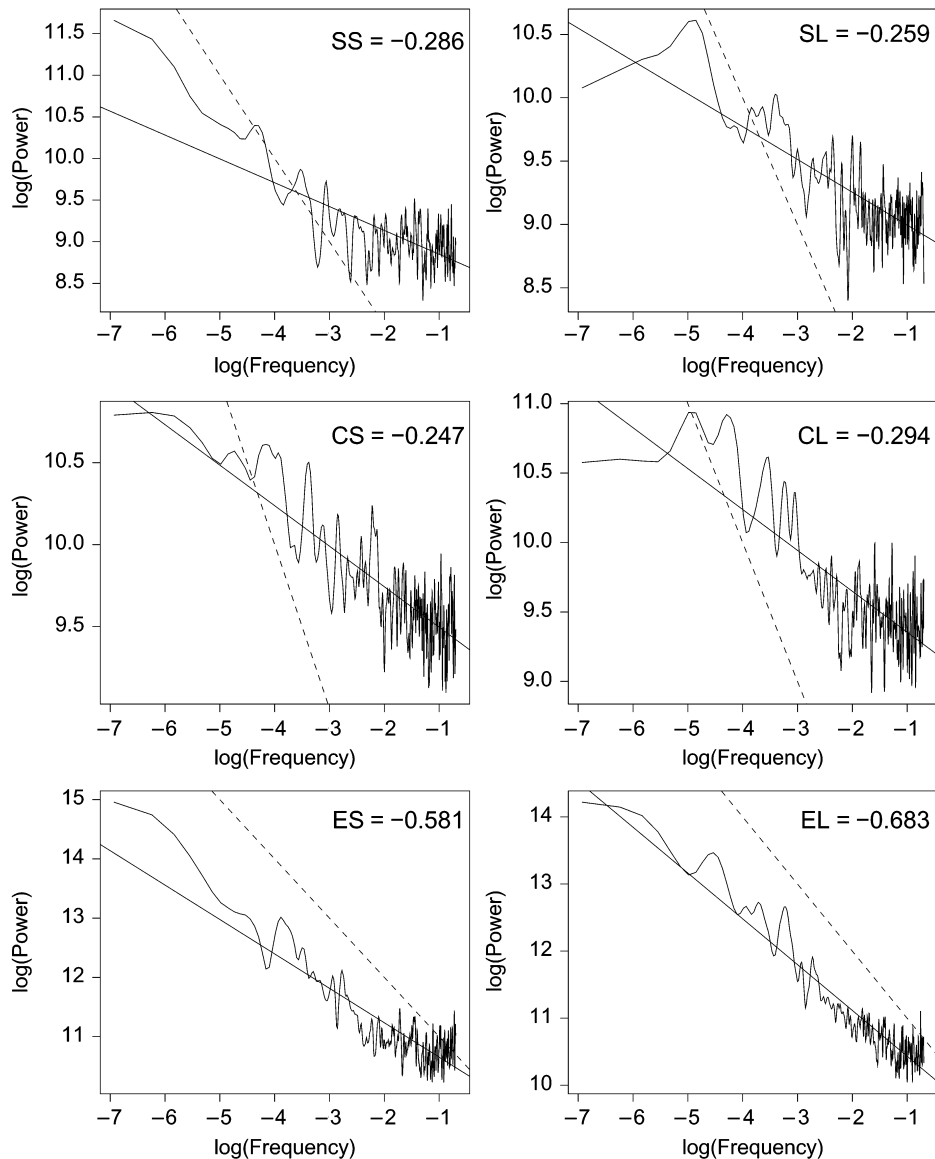 SS = −0.286
log(Power)
11.5
11.0
10.5
10.0
9.5
9.0
8.5
−7 −6 −5 −4 −3 −2 −1
log(Frequency)
SL = −0.259
log(Power)
10.5
10.0
9.5
9.0
8.5
−7 −6 −5 −4 −3 −2 −1
log(Frequency)
CS = −0.247
log(Power)
10.5
10.0
9.5
−7 −6 −5 −4 −3 −2 −1
log(Frequency)
CL = −0.294
log(Power)
11.0
10.5
10.0
9.5
9.0
−7 −6 −5 −4 −3 −2 −1
log(Frequency)
ES = −0.581
log(Power)
15
14
13
12
11
−7 −6 −5 −4 −3 −2 −1
log(Frequency)
EL = −0.683
log(Power)
14
13
12
11
10
−7 −6 −5 −4 −3 −2 −1
log(Frequency)